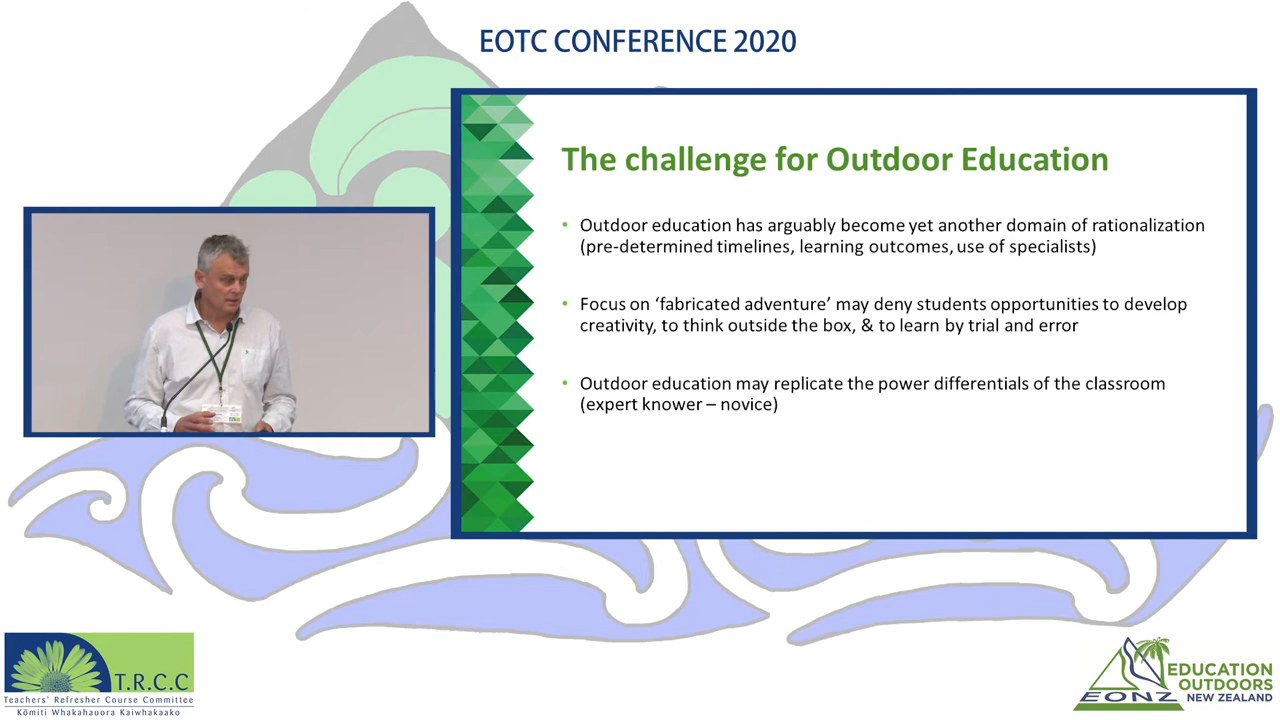 EOTC CONFERENCE 2020
The challenge for Outdoor Education
• Outdoor education has arguably become yet another domain of rationalization
(pre-determined timelines, learning outcomes, use of specialists)
• Focus on ‘fabricated adventure’ may deny students opportunities to develop
creativity, to think outside the box, & to learn by trial and error
• Outdoor education may replicate the power differentials of the classroom
(expert knower – novice)
T.R.C.C
Teachers' Refresher Course Committee
Kōmiti Whakahauora Kaiwhakaako
EONZ
EDUCATION
OUTDOORS
NEW ZEALAND